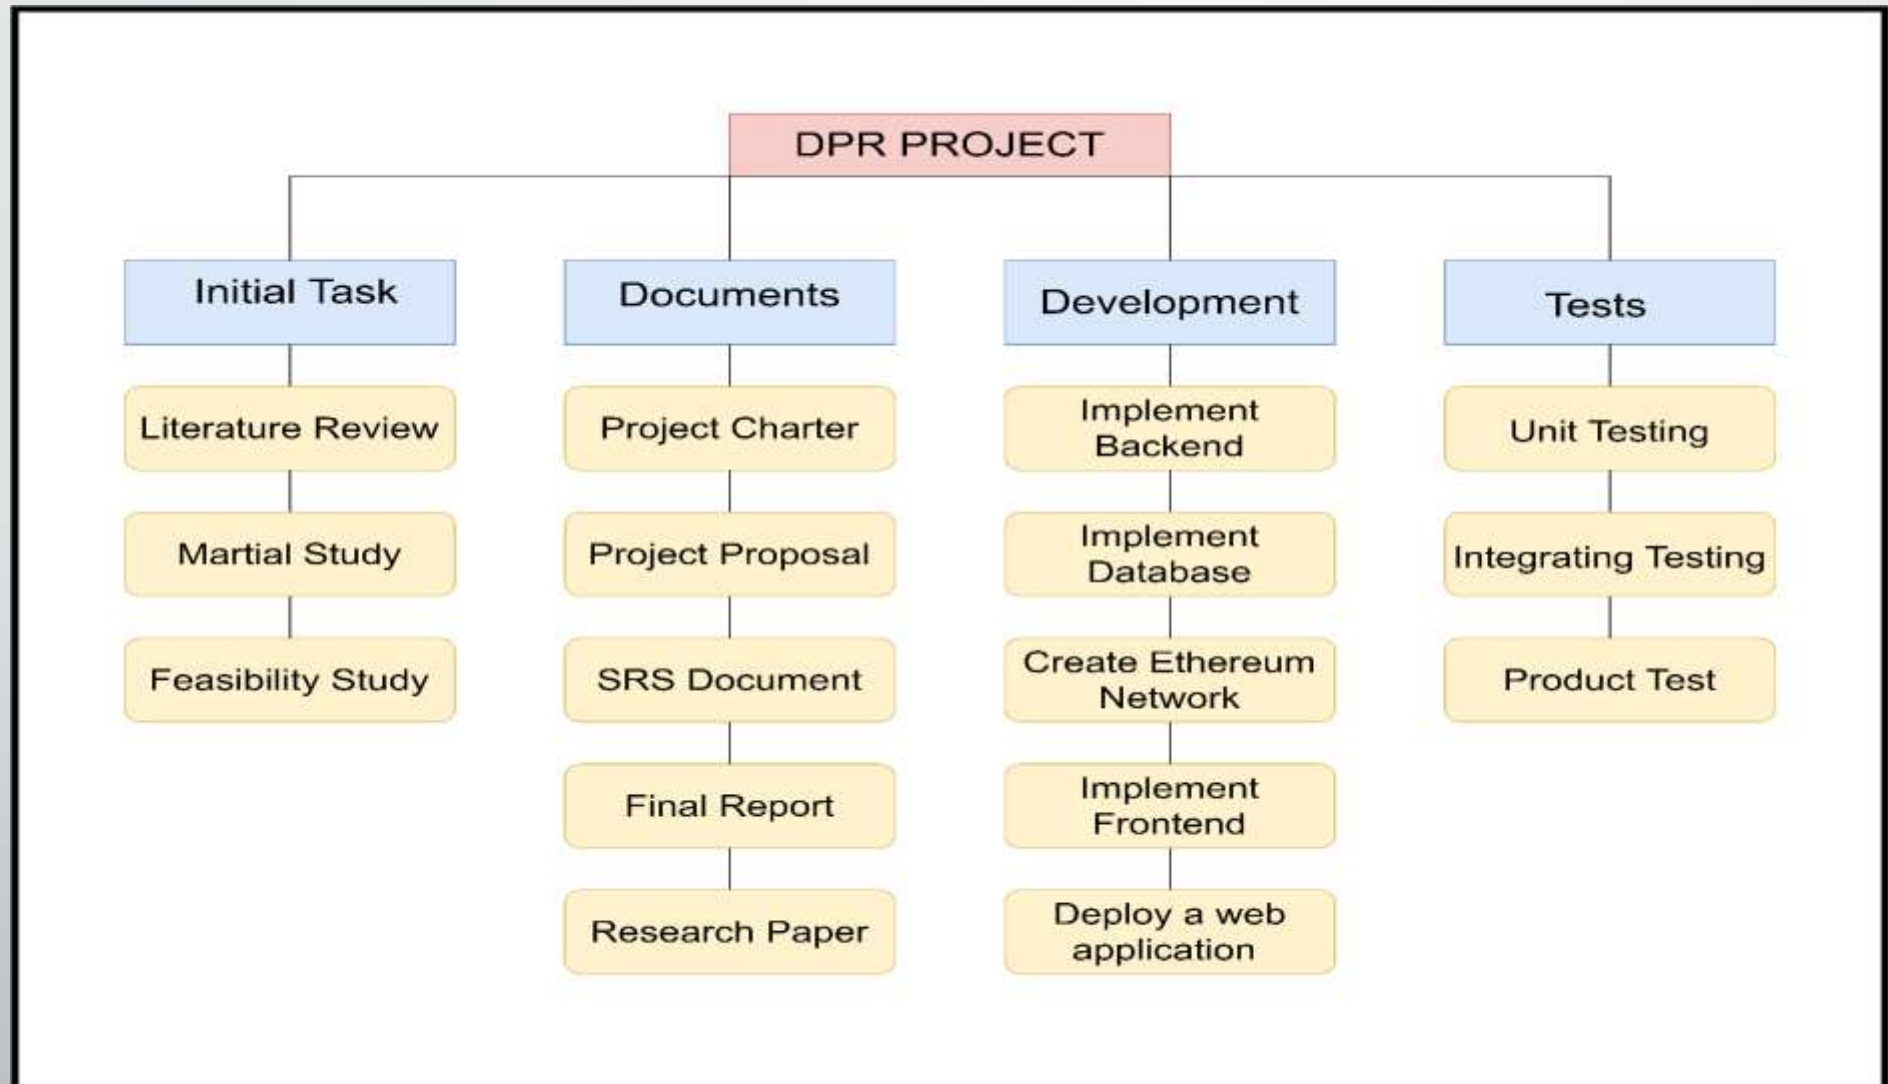 DPR PROJECT
Initial Task
Literature Review
Martial Study
Feasibility Study
Documents
Project Charter
Project Proposal
SRS Document
Final Report
Research Paper
Development
Implement
Backend
Implement
Database
Create Ethereum
Network
Implement
Frontend
Deploy a web
application
Tests
Unit Testing
Integrating Testing
Product Test